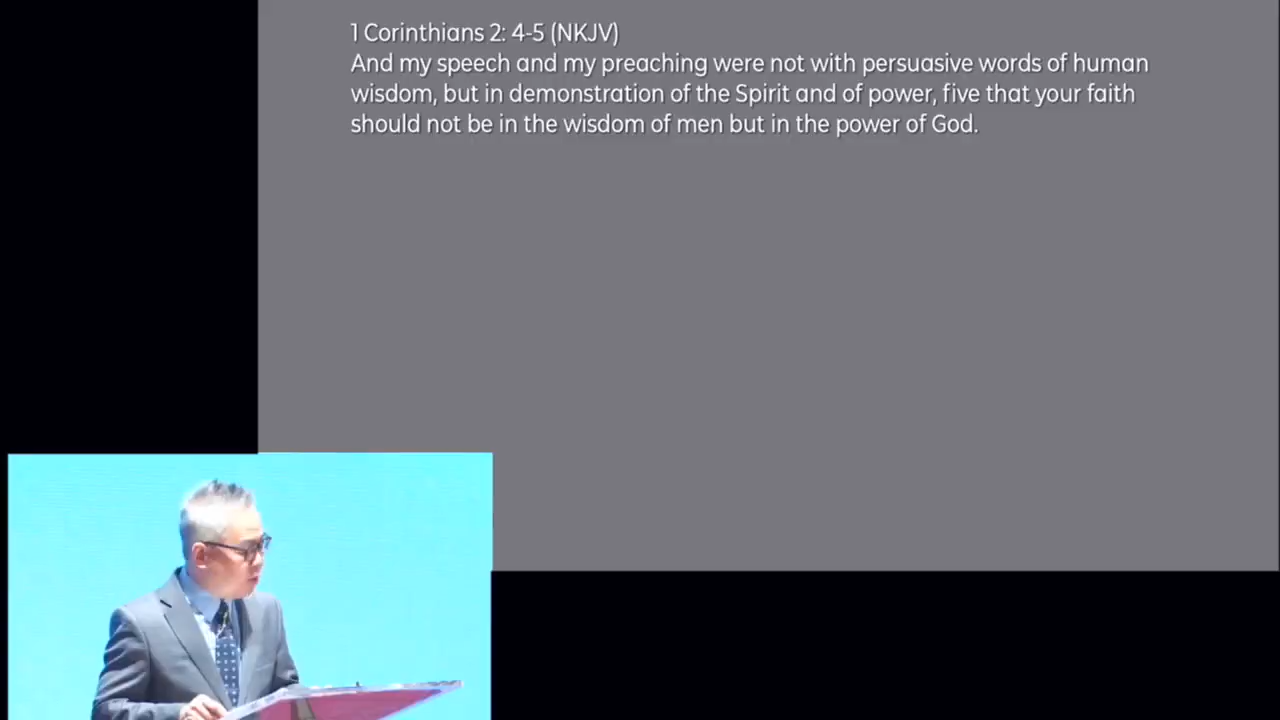 1 Corinthians 2: 4-5 (NKJV)
And my speech and my preaching were not with persuasive words of human
wisdom, but in demonstration of the Spirit and of power, five that your faith
should not be in the wisdom of men but in the power of God.